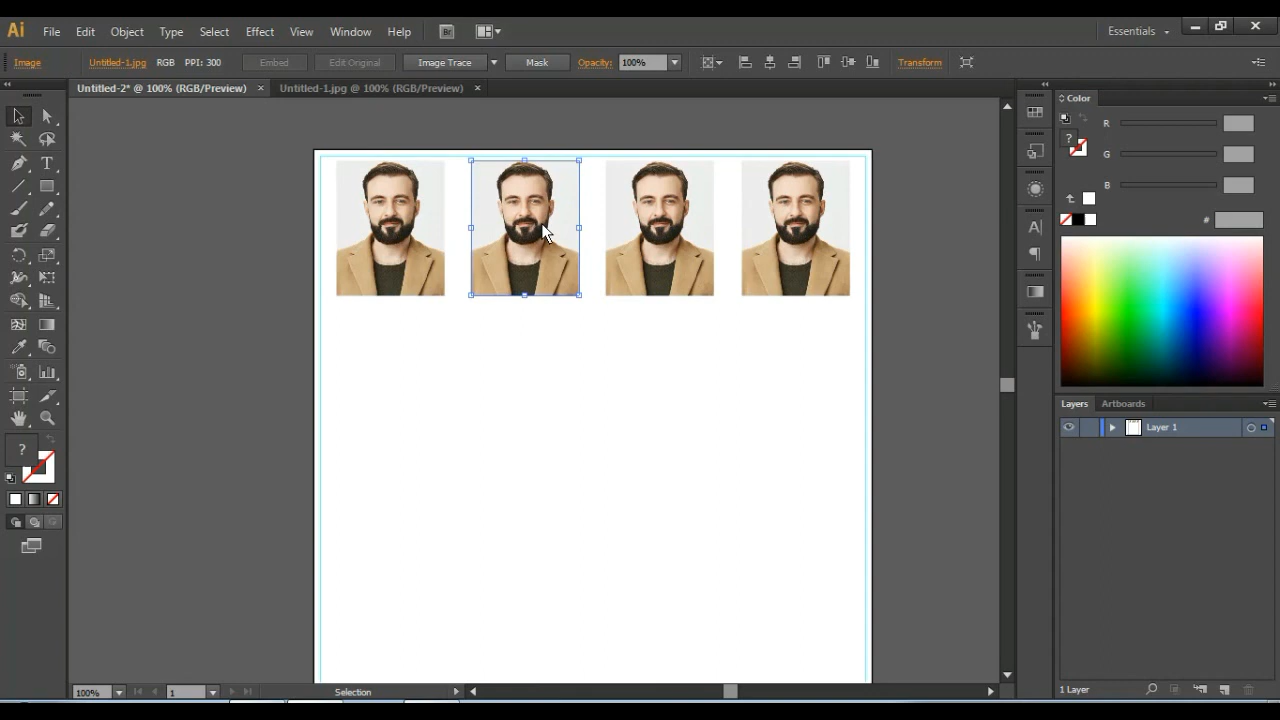 Ai File Edit Object Type Select Effect View Window Help Br Essentials
Image Untitled-1.jpg RGB PPI: 300 Embed Edit Original Image Trace Mask Opacity: 100% Transform
Untitled-2* @ 100% (RGB/Preview) Untitled-1.jpg @ 100% (RGB/Preview)
Color
R
G
B
#
Layers Artboards
Layer 1
1 Layer
100% 1 Selection